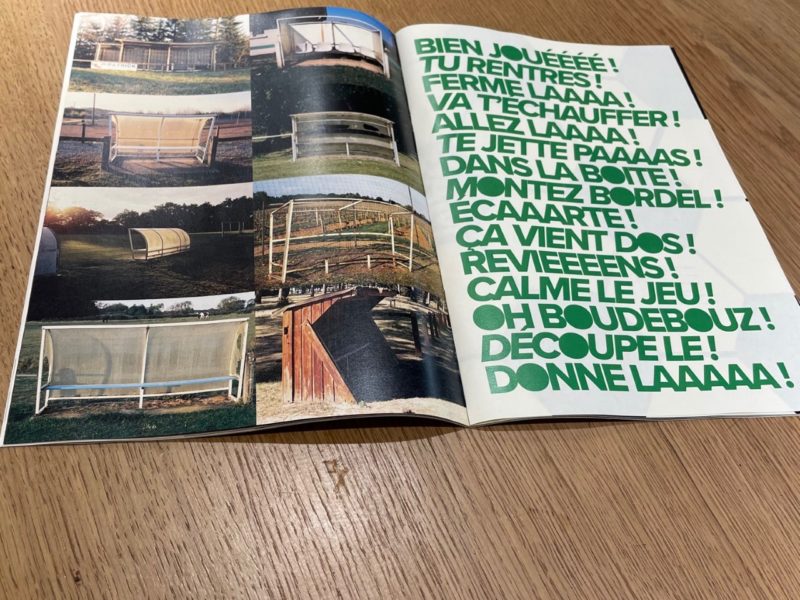 BIEN JOUÉÉÉÉ !
TU RENTRES !
FERME LAAAA !
VA T'ÉCHAUFFER !
ALLEZ LAAAA !
TE JETTE PAAAAS !
DANS LA BOITE !
MONTEZ BORDEL !
ÉCAAARTE !
ÇA VIENT DOS !
REVIEEEENS !
CALME LE JEU !
OH BOUDEBOUZ !
DÉCOUPE LE !
DONNE LAAAAA !